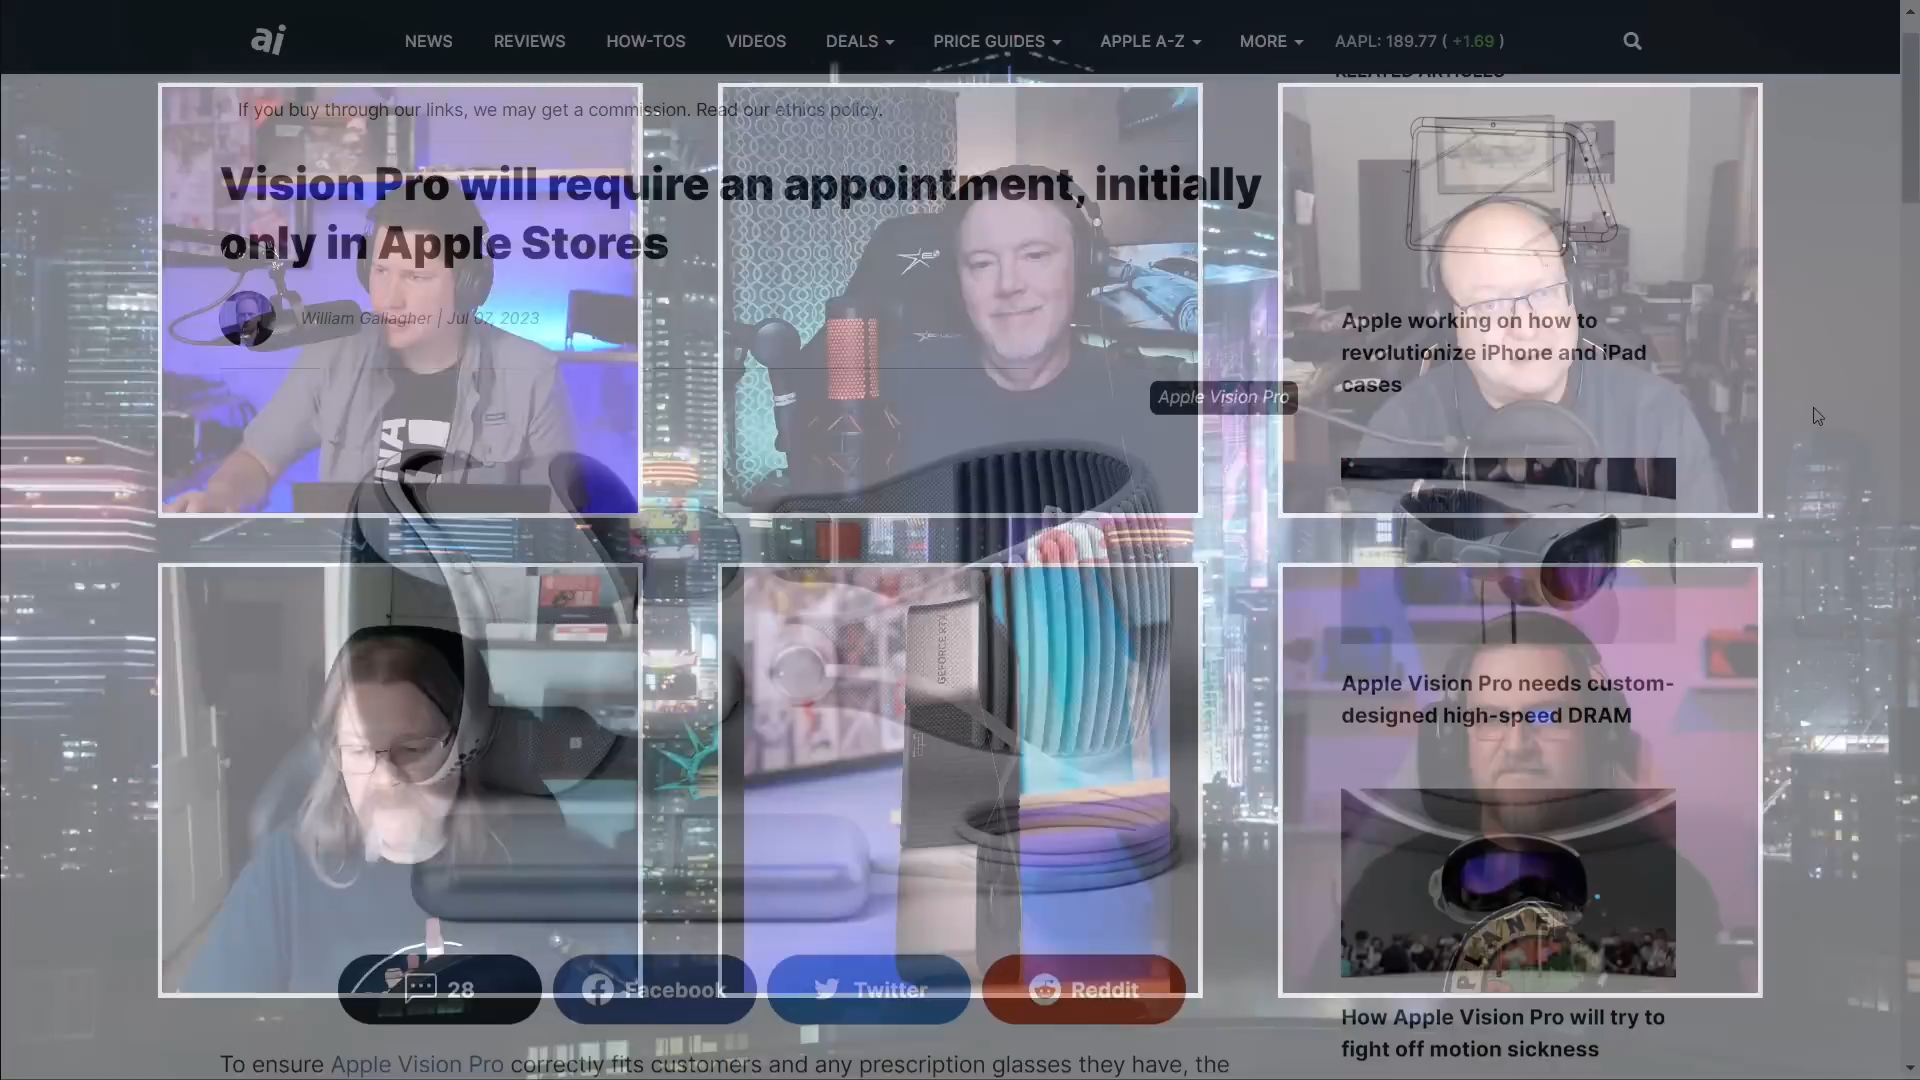 ai
NEWS
REVIEWS
HOW-TOS
VIDEOS
DEALS
PRICE GUIDES
APPLE A-Z
MORE
AAPL: 189.77 ( +1.69 )
RELATED ARTICLES
If you buy through our links, we may get a commission. Read our ethics policy.
Vision Pro will require an appointment, initially
only in Apple Stores
William Gallagher | Jul 07, 2023
Apple Vision Pro
Apple working on how to
revolutionize iPhone and iPad
cases
GEFORCE RTX
Apple Vision Pro needs custom-
designed high-speed DRAM
28
Facebook
Twitter
Reddit
How Apple Vision Pro will try to
fight off motion sickness
To ensure Apple Vision Pro correctly fits customers and any prescription glasses they have, the